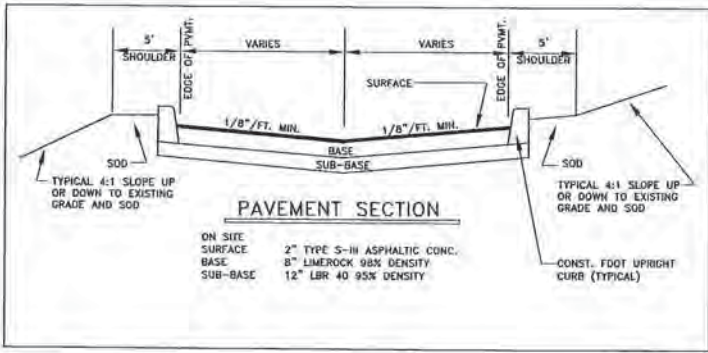 5'
SHOULDER
EDGE OF PVMT.
VARIES
VARIES
EDGE OF PVMT.
5'
SHOULDER
SURFACE
1/8"/FT. MIN.
1/8"/FT. MIN.
BASE
SUB-BASE
SOD
SOD
TYPICAL 4:1 SLOPE UP
OR DOWN TO EXISTING
GRADE AND SOD
TYPICAL 4:1 SLOPE UP
OR DOWN TO EXISTING
GRADE AND SOD
PAVEMENT SECTION
ON SITE
SURFACE 2" TYPE S-III ASPHALTIC CONC.
BASE 8" LIMEROCK 98% DENSITY
SUB-BASE 12" LBR 40 95% DENSITY
CONST. FDOT UPRIGHT
CURB (TYPICAL)